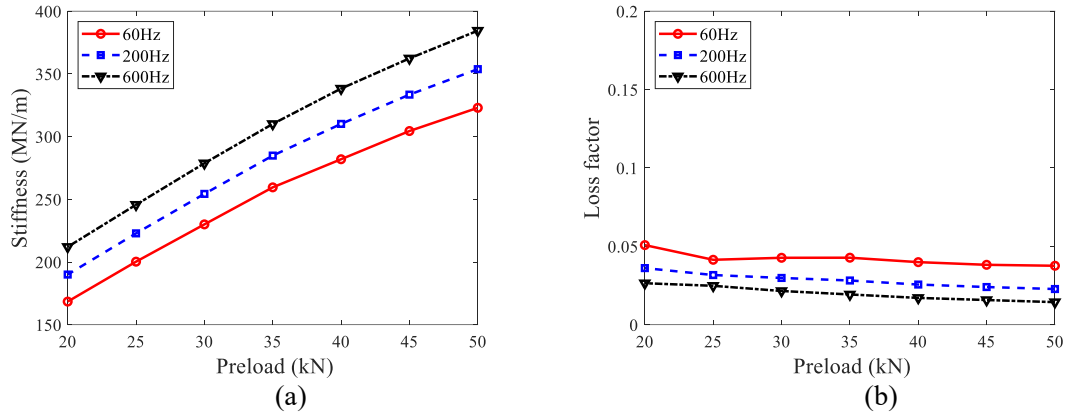 400
350
300
250
200
150
Stiffness (MN/m)
60Hz
200Hz
600Hz
20 25 30 35 40 45 50
Preload (kN)
(a)
0.2
0.15
0.1
0.05
0
Loss factor
60Hz
200Hz
600Hz
20 25 30 35 40 45 50
Preload (kN)
(b)